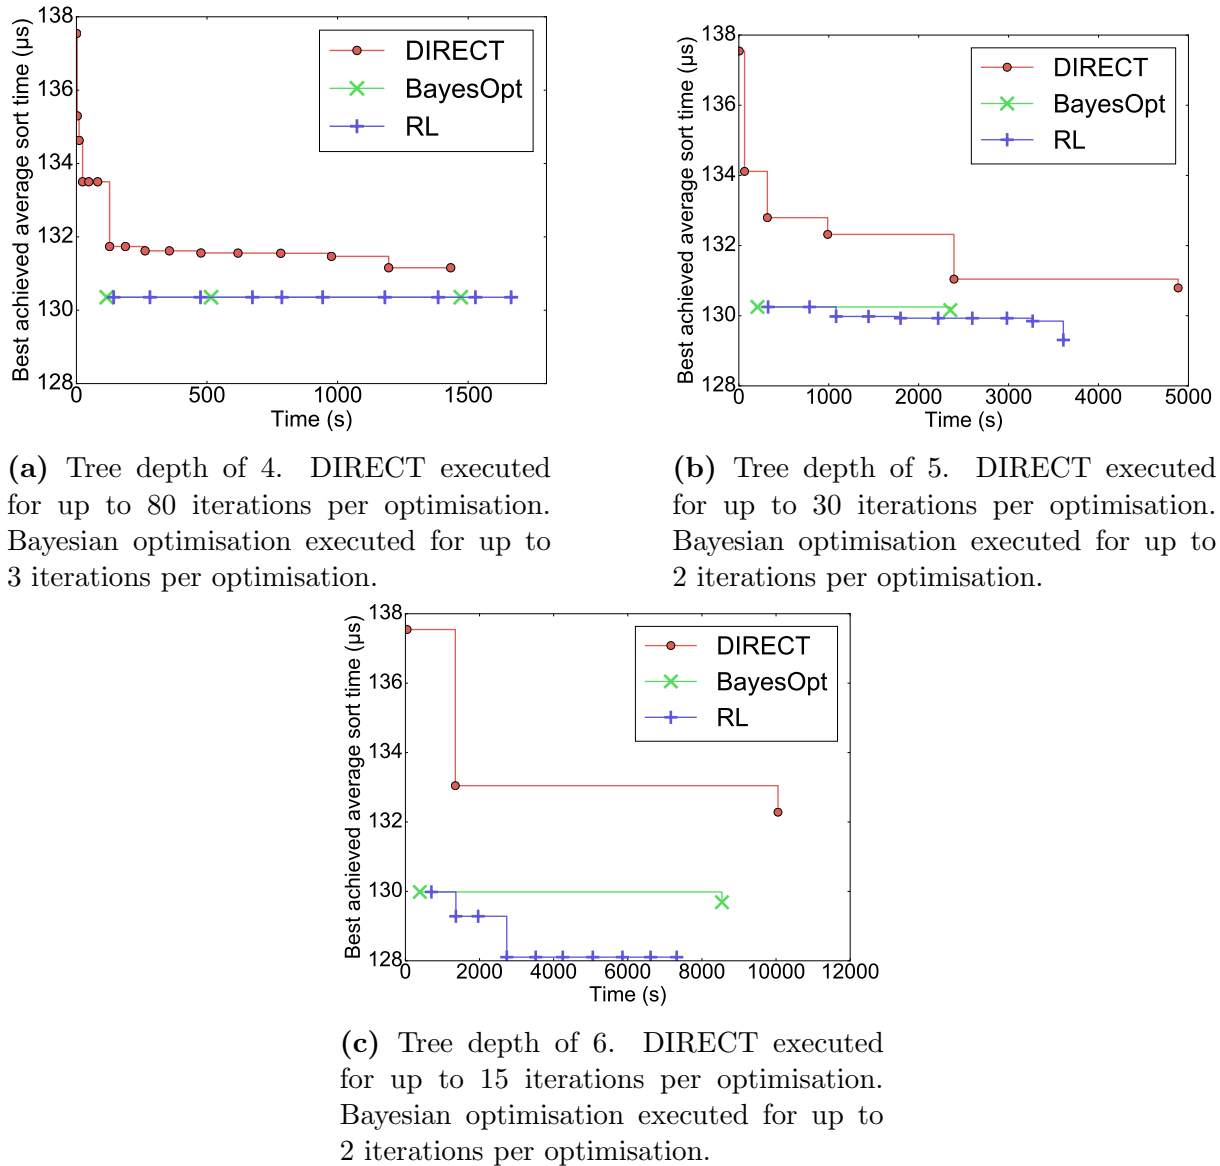 138
136
134
132
130
128
Best achieved average sort time (µs)
DIRECT
BayesOpt
RL
0
500
1000
1500
Time (s)
(a) Tree depth of 4. DIRECT executed
for up to 80 iterations per optimisation.
Bayesian optimisation executed for up to
3 iterations per optimisation.
138
136
134
132
130
128
Best achieved average sort time (µs)
DIRECT
BayesOpt
RL
0
1000
2000
3000
4000
5000
Time (s)
(b) Tree depth of 5. DIRECT executed
for up to 30 iterations per optimisation.
Bayesian optimisation executed for up to
2 iterations per optimisation.
138
136
134
132
130
128
Best achieved average sort time (µs)
DIRECT
BayesOpt
RL
0
2000
4000
6000
8000
10000
12000
Time (s)
(c) Tree depth of 6. DIRECT executed
for up to 15 iterations per optimisation.
Bayesian optimisation executed for up to
2 iterations per optimisation.